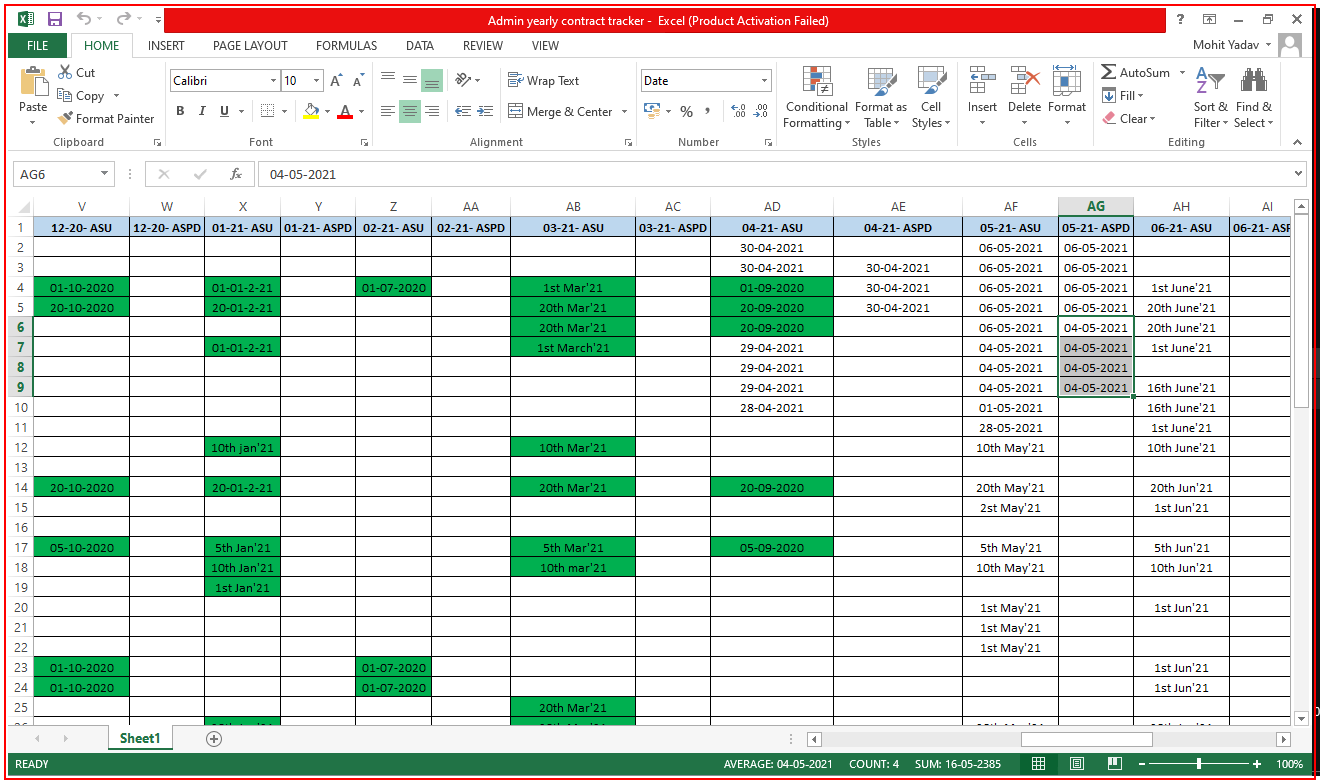 Admin yearly contract tracker - Excel (Product Activation Failed)
?
FILE HOME INSERT PAGE LAYOUT FORMULAS DATA REVIEW VIEW
Mohit Yadav
Paste
Cut
Copy
Format Painter
Clipboard
Calibri 10
B I U
Font
Wrap Text
Merge & Center
Alignment
Date
% ,
Number
Conditional Formatting
Format as Table
Cell Styles
Styles
Insert Delete Format
Cells
AutoSum
Fill
Clear
Sort & Filter
Find & Select
Editing
AG6 fx 04-05-2021
V W X Y Z AA AB AC AD AE AF AG AH AI
1 12-20- ASU 12-20- ASPD 01-21- ASU 01-21- ASPD 02-21- ASU 02-21- ASPD 03-21- ASU 03-21- ASPD 04-21- ASU 04-21- ASPD 05-21- ASU 05-21- ASPD 06-21- ASU 06-21- ASP
2 30-04-2021 06-05-2021 06-05-2021
3 30-04-2021 30-04-2021 06-05-2021 06-05-2021
4 01-10-2020 01-01-2-21 01-07-2020 1st Mar'21 01-09-2020 30-04-2021 06-05-2021 06-05-2021 1st June'21
5 20-10-2020 20-01-2-21 20th Mar'21 20-09-2020 30-04-2021 06-05-2021 06-05-2021 20th June'21
6 20th Mar'21 20-09-2020 06-05-2021 04-05-2021 20th June'21
7 01-01-2-21 1st March'21 29-04-2021 04-05-2021 04-05-2021 1st June'21
8 29-04-2021 04-05-2021 04-05-2021
9 29-04-2021 04-05-2021 04-05-2021 16th June'21
10 28-04-2021 01-05-2021 16th June'21
11 28-05-2021 1st June'21
12 10th jan'21 10th Mar'21 10th May'21 10th June'21
13
14 20-10-2020 20-01-2-21 20th Mar'21 20-09-2020 20th May'21 20th Jun'21
15 2st May'21 1st Jun'21
16
17 05-10-2020 5th Jan'21 5th Mar'21 05-09-2020 5th May'21 5th Jun'21
18 10th Jan'21 10th mar'21 10th May'21 10th Jun'21
19 1st Jan'21
20 1st May'21 1st Jun'21
21 1st May'21
22 1st May'21
23 01-10-2020 01-07-2020 1st Jun'21
24 01-10-2020 01-07-2020 1st Jun'21
25 20th Mar'21
Sheet1
READY AVERAGE: 04-05-2021 COUNT: 4 SUM: 16-05-2385 100%